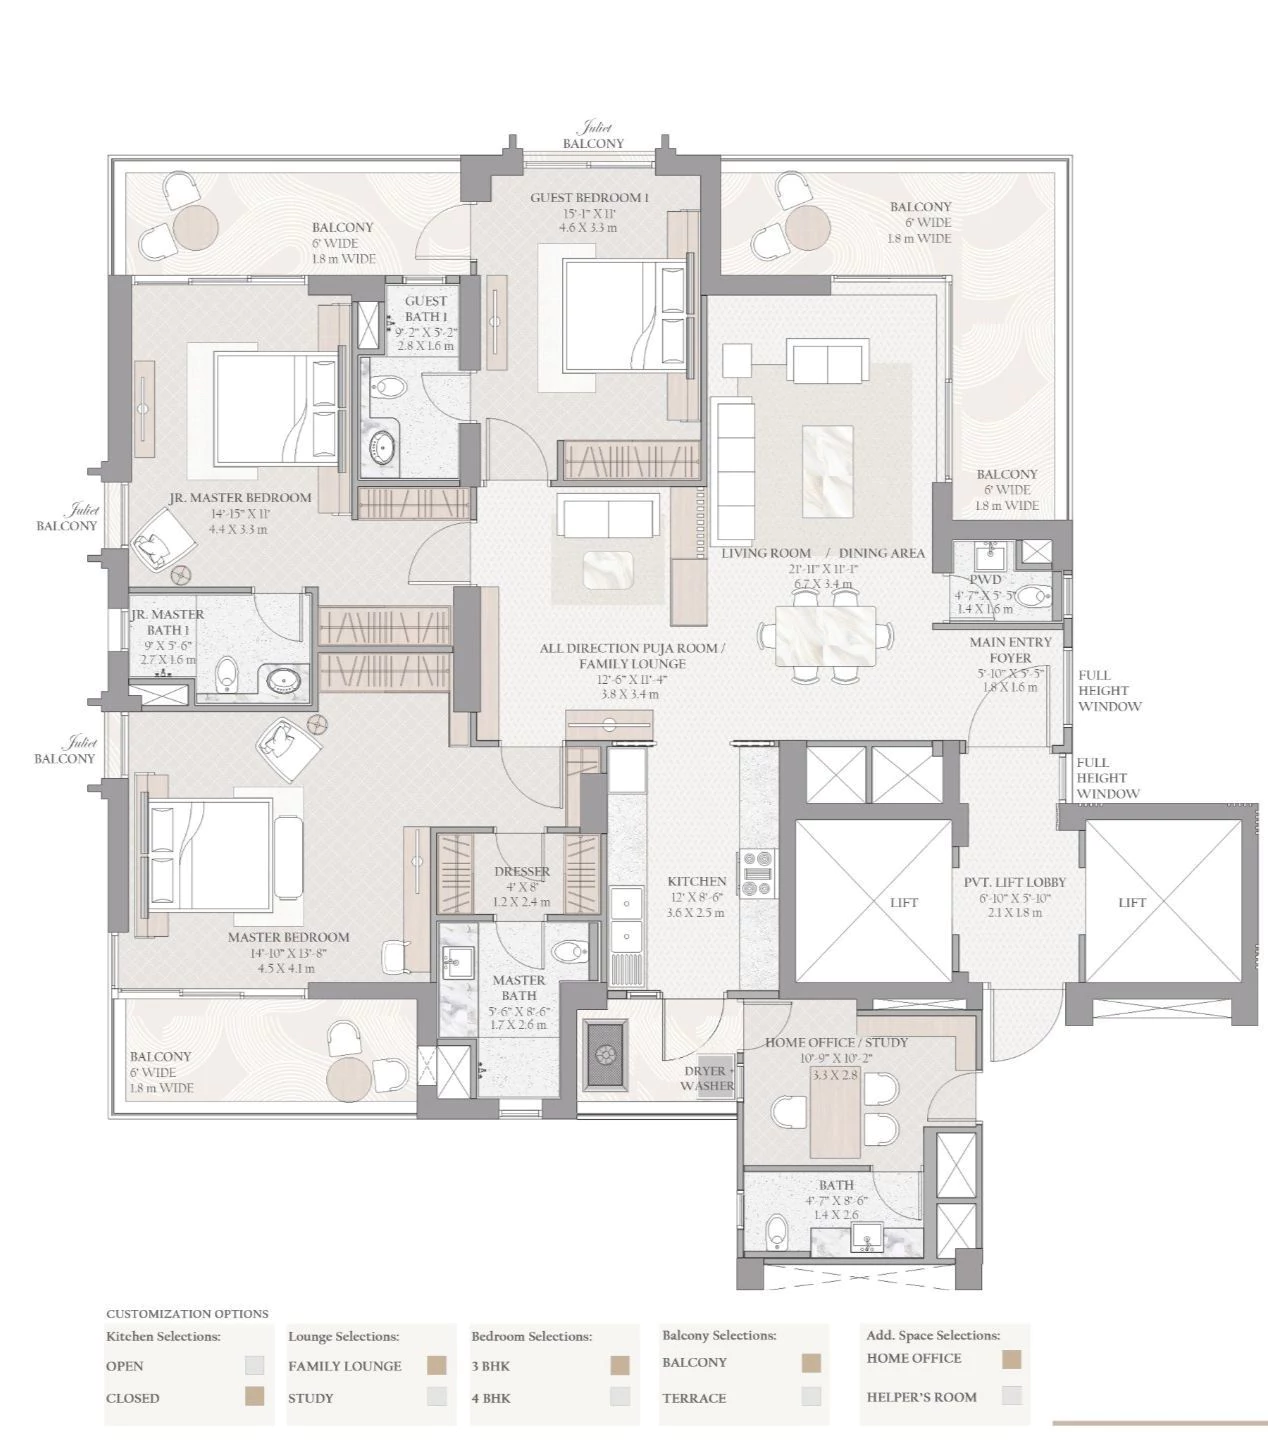 Juliet
BALCONY
BALCONY
6' WIDE
1.8 m WIDE
GUEST BEDROOM 1
15'-1" X 11'
4.6 X 3.3 m
BALCONY
6' WIDE
1.8 m WIDE
GUEST
BATH 1
9'-2" X 5'-2"
2.8 X 1.6 m
JR. MASTER BEDROOM
14'-15" X 11'
4.4 X 3.3 m
Juliet
BALCONY
BALCONY
6' WIDE
1.8 m WIDE
LIVING ROOM / DINING AREA
21'-11" X 11'-1"
6.7 X 3.4 m
PWD
4'-7" X 5'-5"
1.4 X 1.6 m
JR. MASTER
BATH 1
9' X 5'-6"
2.7 X 1.6 m
ALL DIRECTION PUJA ROOM /
FAMILY LOUNGE
12'-6" X 11'-4"
3.8 X 3.4 m
MAIN ENTRY
FOYER
5'-10" X 5'-5"
1.8 X 1.6 m
FULL
HEIGHT
WINDOW
Juliet
BALCONY
FULL
HEIGHT
WINDOW
DRESSER
4' X 8'
1.2 X 2.4 m
KITCHEN
12' X 8'-6"
3.6 X 2.5 m
LIFT
PVT. LIFT LOBBY
6'-10" X 5'-10"
2.1 X 1.8 m
LIFT
MASTER BEDROOM
14'-10" X 13'-8"
4.5 X 4.1 m
MASTER
BATH
5'-6" X 8'-6"
1.7 X 2.6 m
BALCONY
6' WIDE
1.8 m WIDE
DRYER +
WASHER
HOME OFFICE / STUDY
10'-9" X 10'-2"
3.3 X 2.8
BATH
4'-7" X 8'-6"
1.4 X 2.6
CUSTOMIZATION OPTIONS
Kitchen Selections:
OPEN
CLOSED
Lounge Selections:
FAMILY LOUNGE
STUDY
Bedroom Selections:
3 BHK
4 BHK
Balcony Selections:
BALCONY
TERRACE
Add. Space Selections:
HOME OFFICE
HELPER'S ROOM